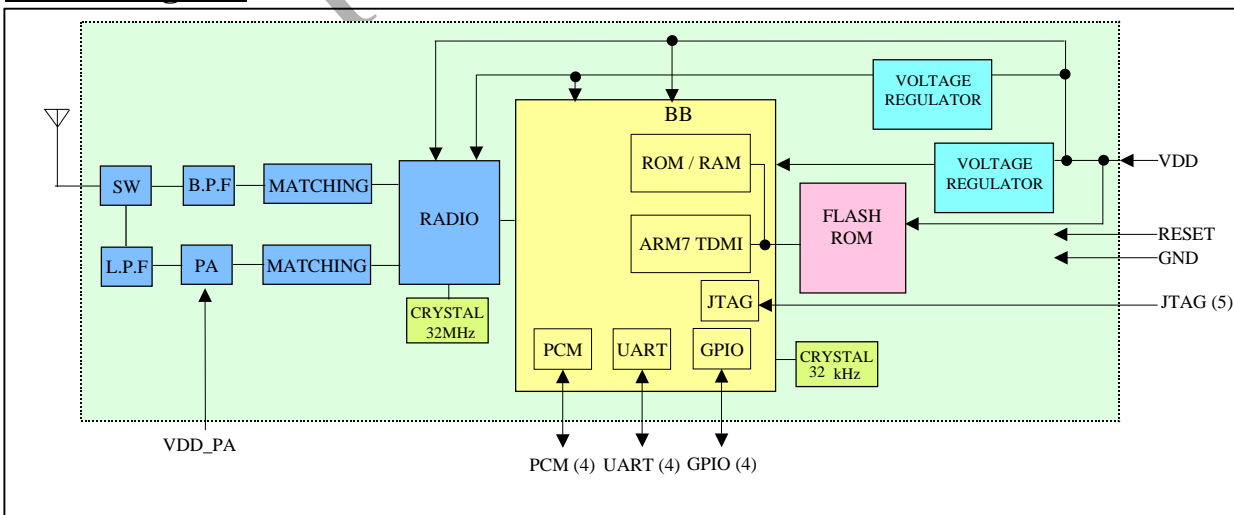 VOLTAGE
REGULATOR
BB
ROM / RAM
VOLTAGE
REGULATOR
VDD
SW
B.P.F
MATCHING
RADIO
FLASH
ROM
ARM7 TDMI
RESET
GND
L.P.F
PA
MATCHING
JTAG
JTAG (5)
CRYSTAL
32MHz
PCM
UART
GPIO
CRYSTAL
32 kHz
VDD_PA
PCM (4)
UART (4)
GPIO (4)